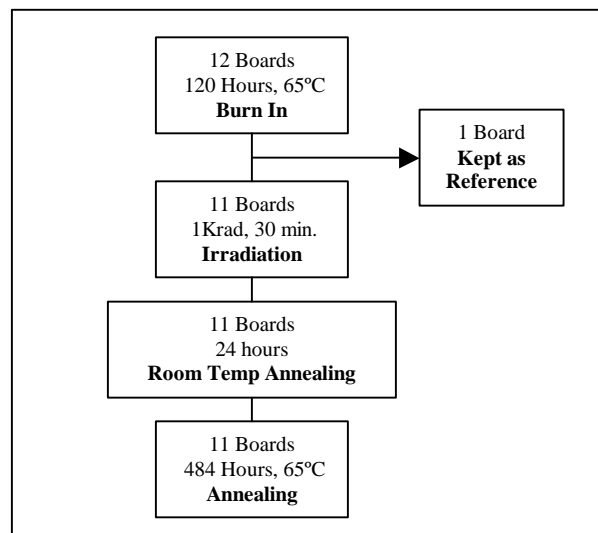 12 Boards
120 Hours, 65ºC
Burn In
1 Board
Kept as
Reference
11 Boards
1Krad, 30 min.
Irradiation
11 Boards
24 hours
Room Temp Annealing
11 Boards
484 Hours, 65ºC
Annealing